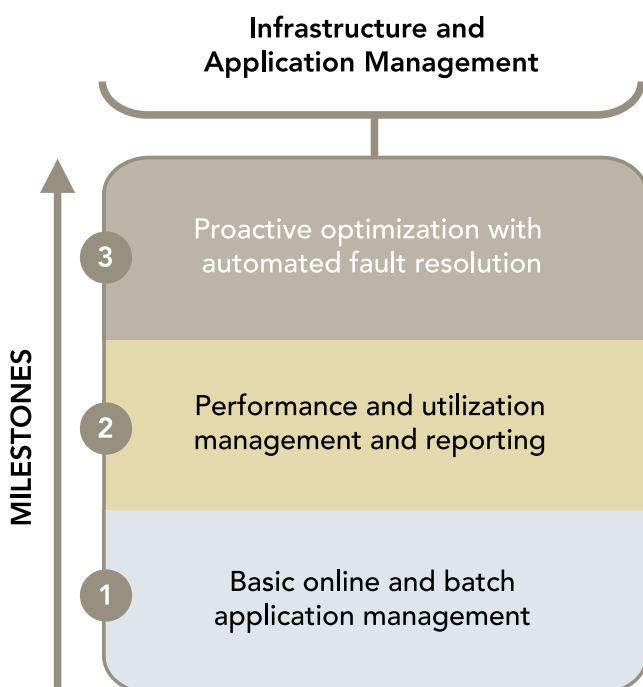 Infrastructure and
Application Management
MILESTONES
3
Proactive optimization with
automated fault resolution
2
Performance and utilization
management and reporting
1
Basic online and batch
application management